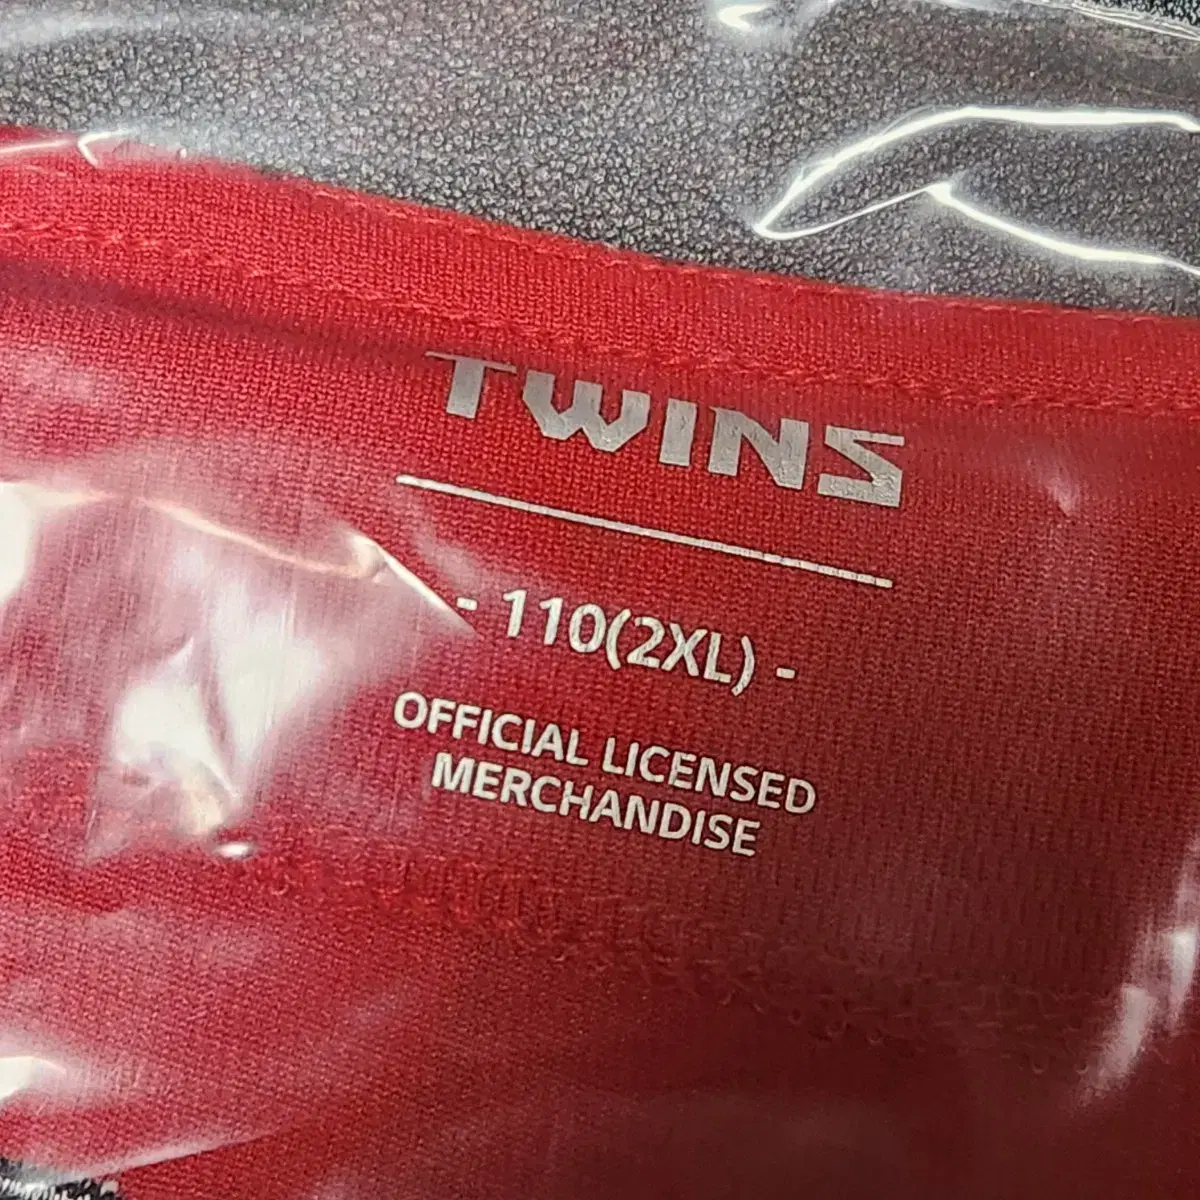 TWINS
- 110(2XL) -
OFFICIAL LICENSED
MERCHANDISE